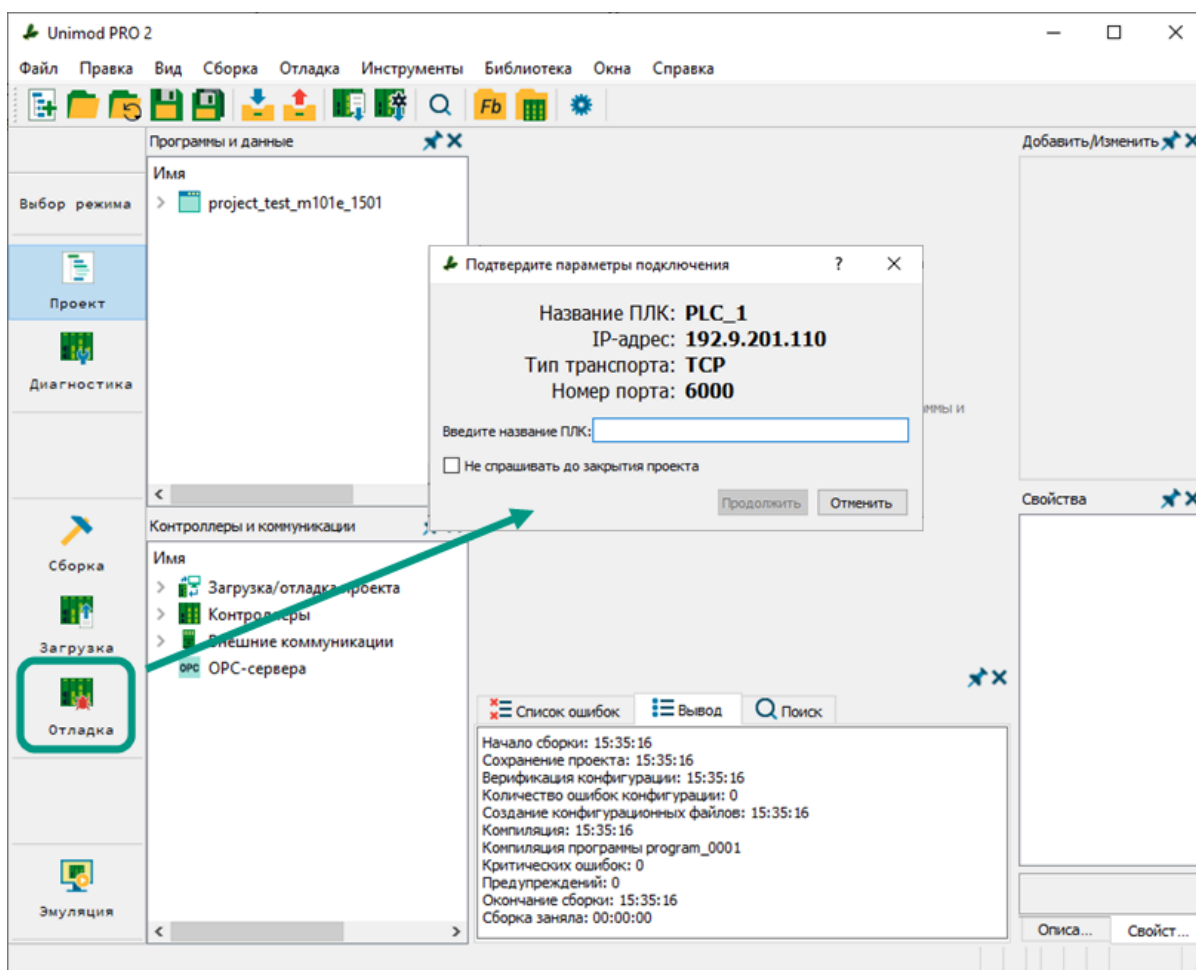 Unimod PRO 2
Файл Правка Вид Сборка Отладка Инструменты Библиотека Окна Справка
Fb
Выбор режима
Проект
Диагностика
Сборка
Загрузка
Отладка
Эмуляция
Программы и данные
Имя
project_test_m101e_1501
Контроллеры и коммуникации
Имя
Загрузка/отладка проекта
Контроллеры
Внешние коммуникации
OPC OPC-сервера
Подтвердите параметры подключения ?
Название ПЛК: PLC_1
IP-адрес: 192.9.201.110
Тип транспорта: TCP
Номер порта: 6000
Введите название ПЛК:
Не спрашивать до закрытия проекта
Продолжить Отменить
Список ошибок Вывод Поиск
Начало сборки: 15:35:16
Сохранение проекта: 15:35:16
Верификация конфигурации: 15:35:16
Количество ошибок конфигурации: 0
Создание конфигурационных файлов: 15:35:16
Компиляция: 15:35:16
Компиляция программы program_0001
Критических ошибок: 0
Предупреждений: 0
Окончание сборки: 15:35:16
Сборка заняла: 00:00:00
Добавить/Изменить
Свойства
Описа... Свойст...